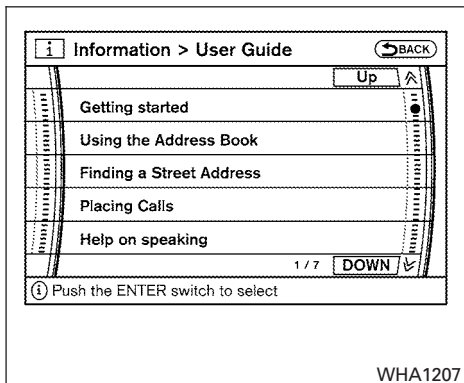 i Information > User Guide BACK
Up
Getting started
Using the Address Book
Finding a Street Address
Placing Calls
Help on speaking
1 / 7 DOWN
i Push the ENTER switch to select
WHA1207